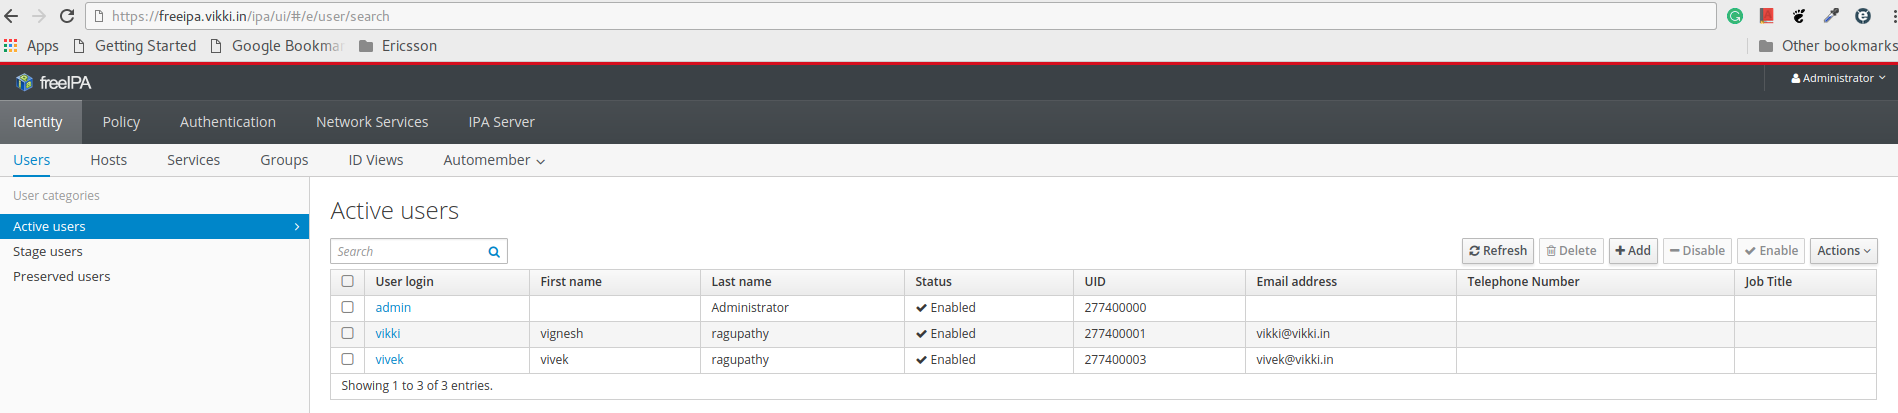 https://freeipa.vikki.in/ipa/ui/#/e/user/search
Apps Getting Started Google Bookma Ericsson Other bookmarks
freeIPA Administrator
Identity Policy Authentication Network Services IPA Server
Users Hosts Services Groups ID Views Automember
User categories
Active users
Stage users
Preserved users
Active users
Search Refresh Delete Add Disable Enable Actions
User login First name Last name Status UID Email address Telephone Number Job Title
admin Administrator Enabled 277400000
vikki vignesh ragupathy Enabled 277400001 vikki@vikki.in
vivek vivek ragupathy Enabled 277400003 vivek@vikki.in
Showing 1 to 3 of 3 entries.